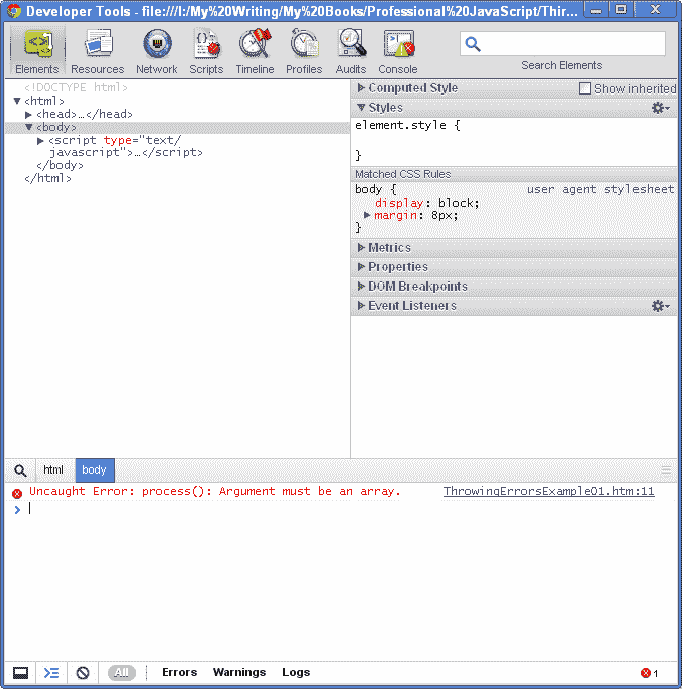 Developer Tools - file:///I:/My%20Writing/My%20Books/Professional%20JavaScript/Thir...
Elements Resources Network Scripts Timeline Profiles Audits Console
Search Elements
<!DOCTYPE html>
<html>
<head>…</head>
<body>
<script type="text/
javascript">…</script>
</body>
</html>
Computed Style Show inherited
Styles
element.style {
}
Matched CSS Rules
body { user agent stylesheet
display: block;
margin: 8px;
}
Metrics
Properties
DOM Breakpoints
Event Listeners
html body
Uncaught Error: process(): Argument must be an array. ThrowingErrorsExample01.htm:11
>
All Errors Warnings Logs 1